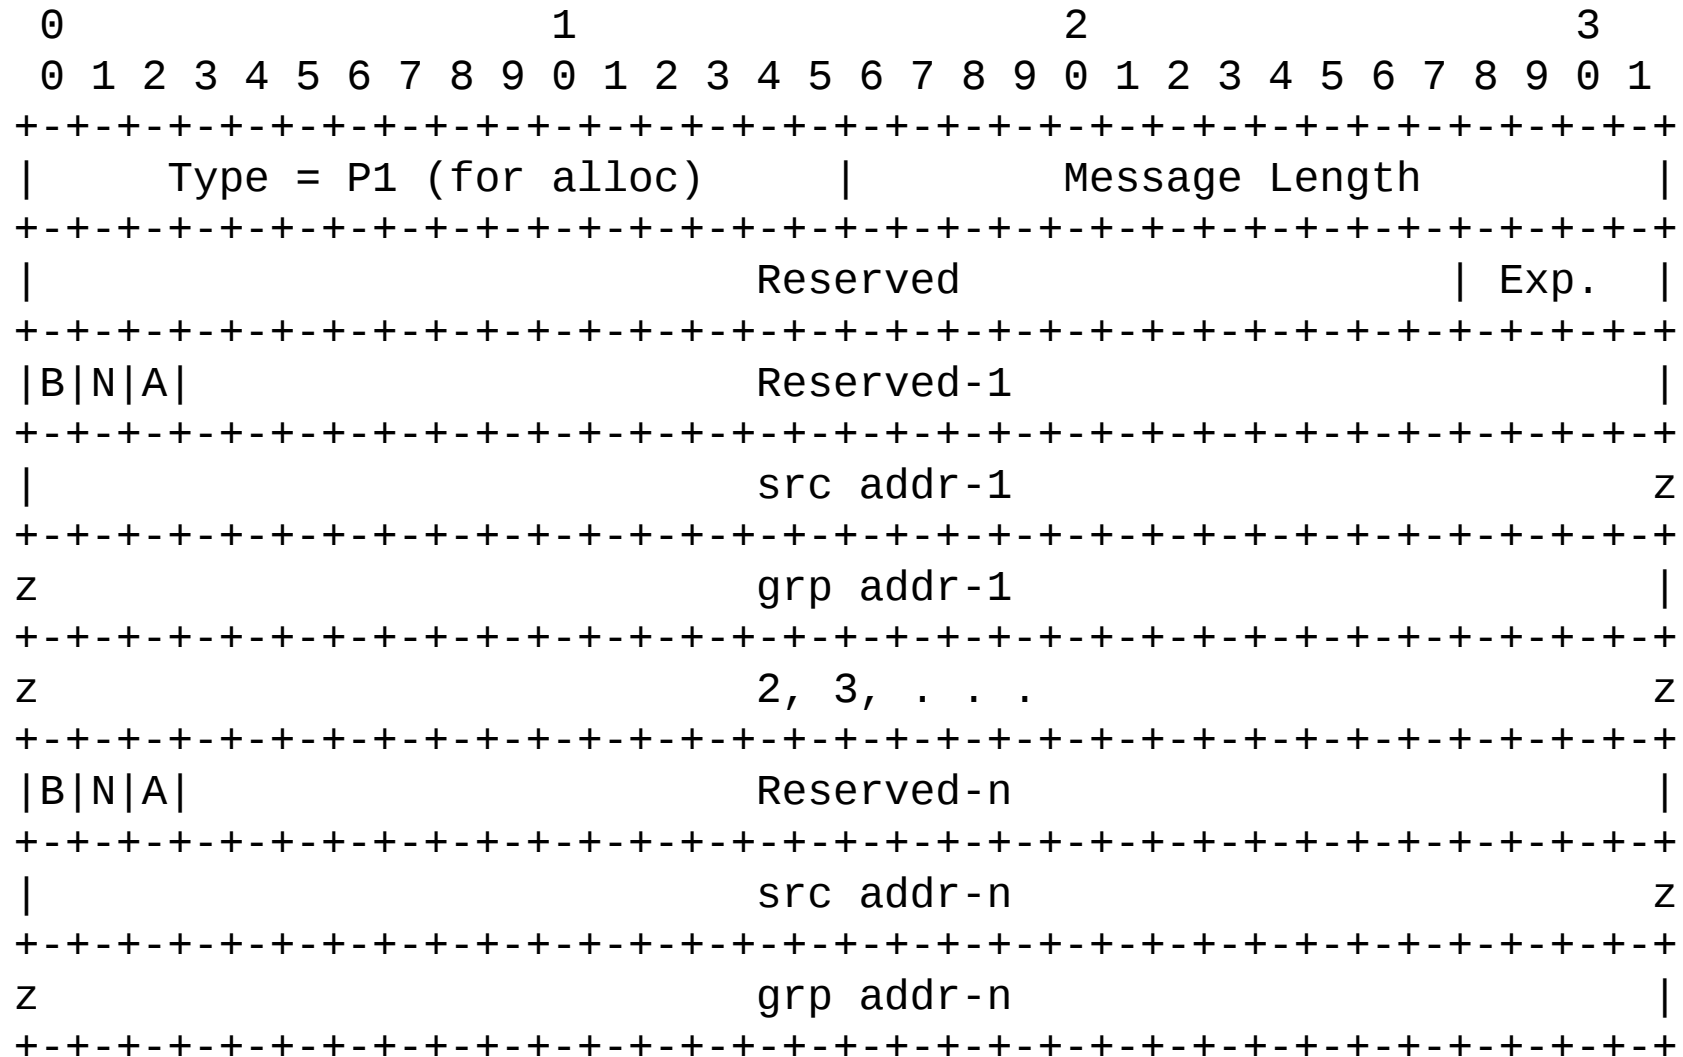 0                   1                   2                   3
 0 1 2 3 4 5 6 7 8 9 0 1 2 3 4 5 6 7 8 9 0 1 2 3 4 5 6 7 8 9 0 1
+-+-+-+-+-+-+-+-+-+-+-+-+-+-+-+-+-+-+-+-+-+-+-+-+-+-+-+-+-+-+-+-+
|     Type = P1 (for alloc)     |        Message Length         |
+-+-+-+-+-+-+-+-+-+-+-+-+-+-+-+-+-+-+-+-+-+-+-+-+-+-+-+-+-+-+-+-+
|                            Reserved                   | Exp.  |
+-+-+-+-+-+-+-+-+-+-+-+-+-+-+-+-+-+-+-+-+-+-+-+-+-+-+-+-+-+-+-+-+
|B|N|A|                      Reserved-1                         |
+-+-+-+-+-+-+-+-+-+-+-+-+-+-+-+-+-+-+-+-+-+-+-+-+-+-+-+-+-+-+-+-+
|                            src addr-1                         z
+-+-+-+-+-+-+-+-+-+-+-+-+-+-+-+-+-+-+-+-+-+-+-+-+-+-+-+-+-+-+-+-+
z                            grp addr-1                         |
+-+-+-+-+-+-+-+-+-+-+-+-+-+-+-+-+-+-+-+-+-+-+-+-+-+-+-+-+-+-+-+-+
z                            2, 3, . . .                        z
+-+-+-+-+-+-+-+-+-+-+-+-+-+-+-+-+-+-+-+-+-+-+-+-+-+-+-+-+-+-+-+-+
|B|N|A|                      Reserved-n                         |
+-+-+-+-+-+-+-+-+-+-+-+-+-+-+-+-+-+-+-+-+-+-+-+-+-+-+-+-+-+-+-+-+
|                            src addr-n                         z
+-+-+-+-+-+-+-+-+-+-+-+-+-+-+-+-+-+-+-+-+-+-+-+-+-+-+-+-+-+-+-+-+
z                            grp addr-n                         |
+-+-+-+-+-+-+-+-+-+-+-+-+-+-+-+-+-+-+-+-+-+-+-+-+-+-+-+-+-+-+-+-+